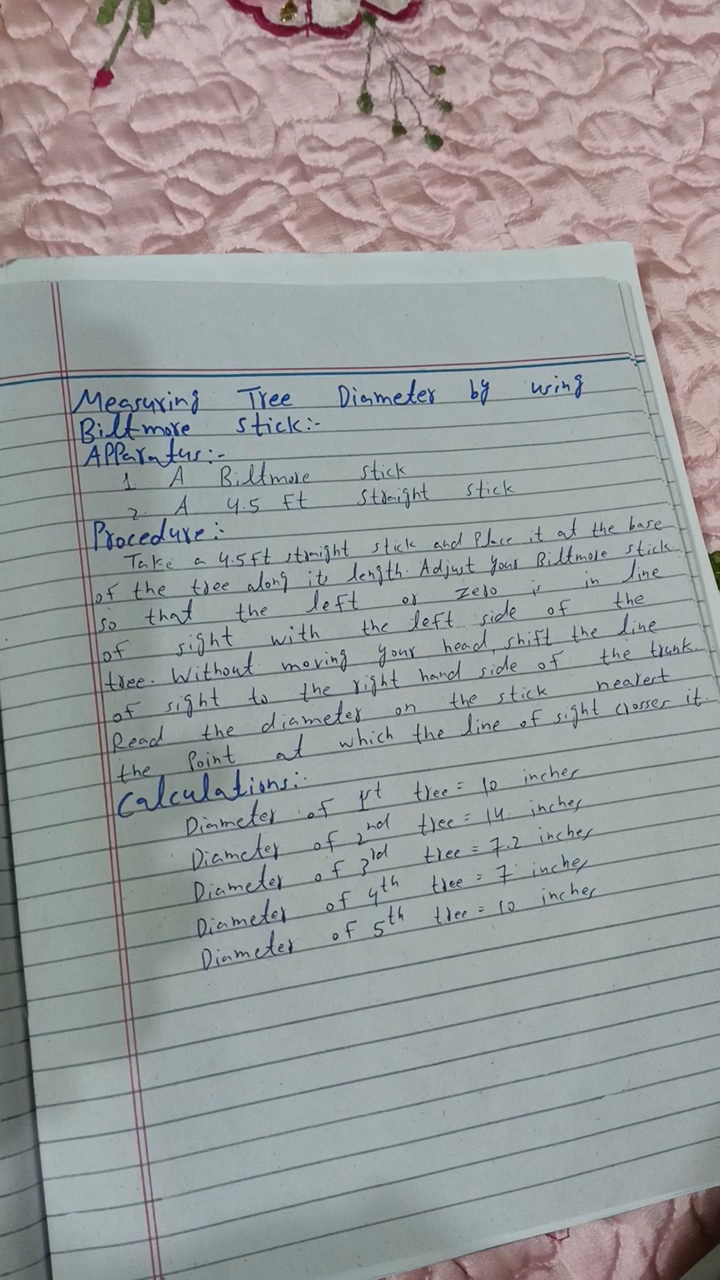 Measuring Tree Diameter by using
Biltmore stick:-
Apparatus:-
1. A Biltmore stick
2. A 4.5 ft Straight stick
Procedure:
Take a 4.5ft straight stick and Place it at the base
of the tree along its length. Adjust your Biltmore stick
so that the left or zero is in line
of sight with the left side of the
tree. Without moving your head, shift the line
of sight to the right hand side of the trunk.
Read the diameter on the stick nearest
the Point at which the line of sight crosses it.
Calculations:-
Diameter of 1st tree = 10 inches
Diameter of 2nd tree = 14 inches
Diameter of 3rd tree = 7.2 inches
Diameter of 4th tree = 7 inches
Diameter of 5th tree = 10 inches